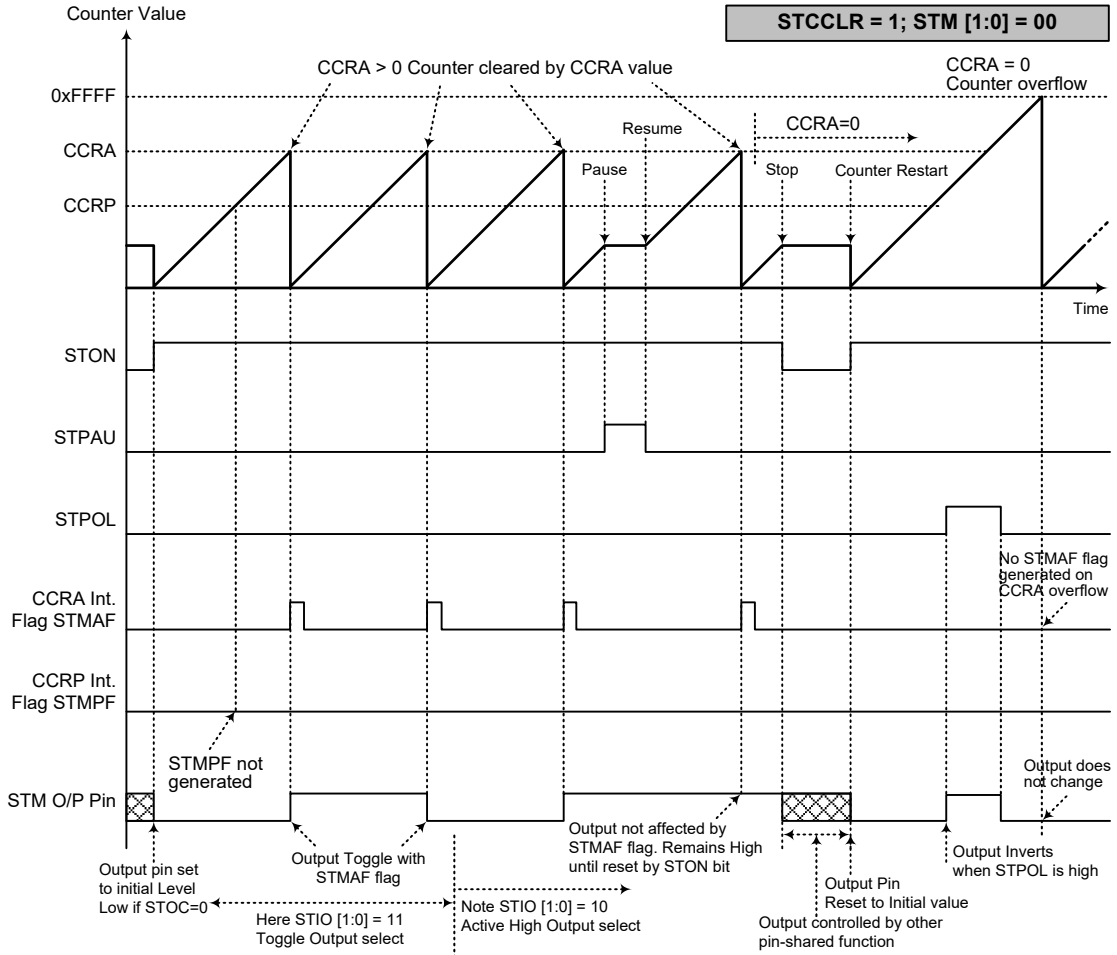 Counter Value
STCCLR = 1; STM [1:0] = 00
CCRA > 0 Counter cleared by CCRA value
CCRA = 0
Counter overflow
0xFFFF
Resume
CCRA=0
CCRA
Pause
Stop
Counter Restart
CCRP
Time
STON
STPAU
STPOL
No STMAF flag
generated on
CCRA overflow
CCRA Int.
Flag STMAF
CCRP Int.
Flag STMPF
STMPF not
generated
Output does
not change
STM O/P Pin
Output pin set
to initial Level
Low if STOC=0
Output Toggle with
STMAF flag
Output not affected by
STMAF flag. Remains High
until reset by STON bit
Output Inverts
when STPOL is high
Output Pin
Reset to Initial value
Here STIO [1:0] = 11
Toggle Output select
Note STIO [1:0] = 10
Active High Output select
Output controlled by other
pin-shared function